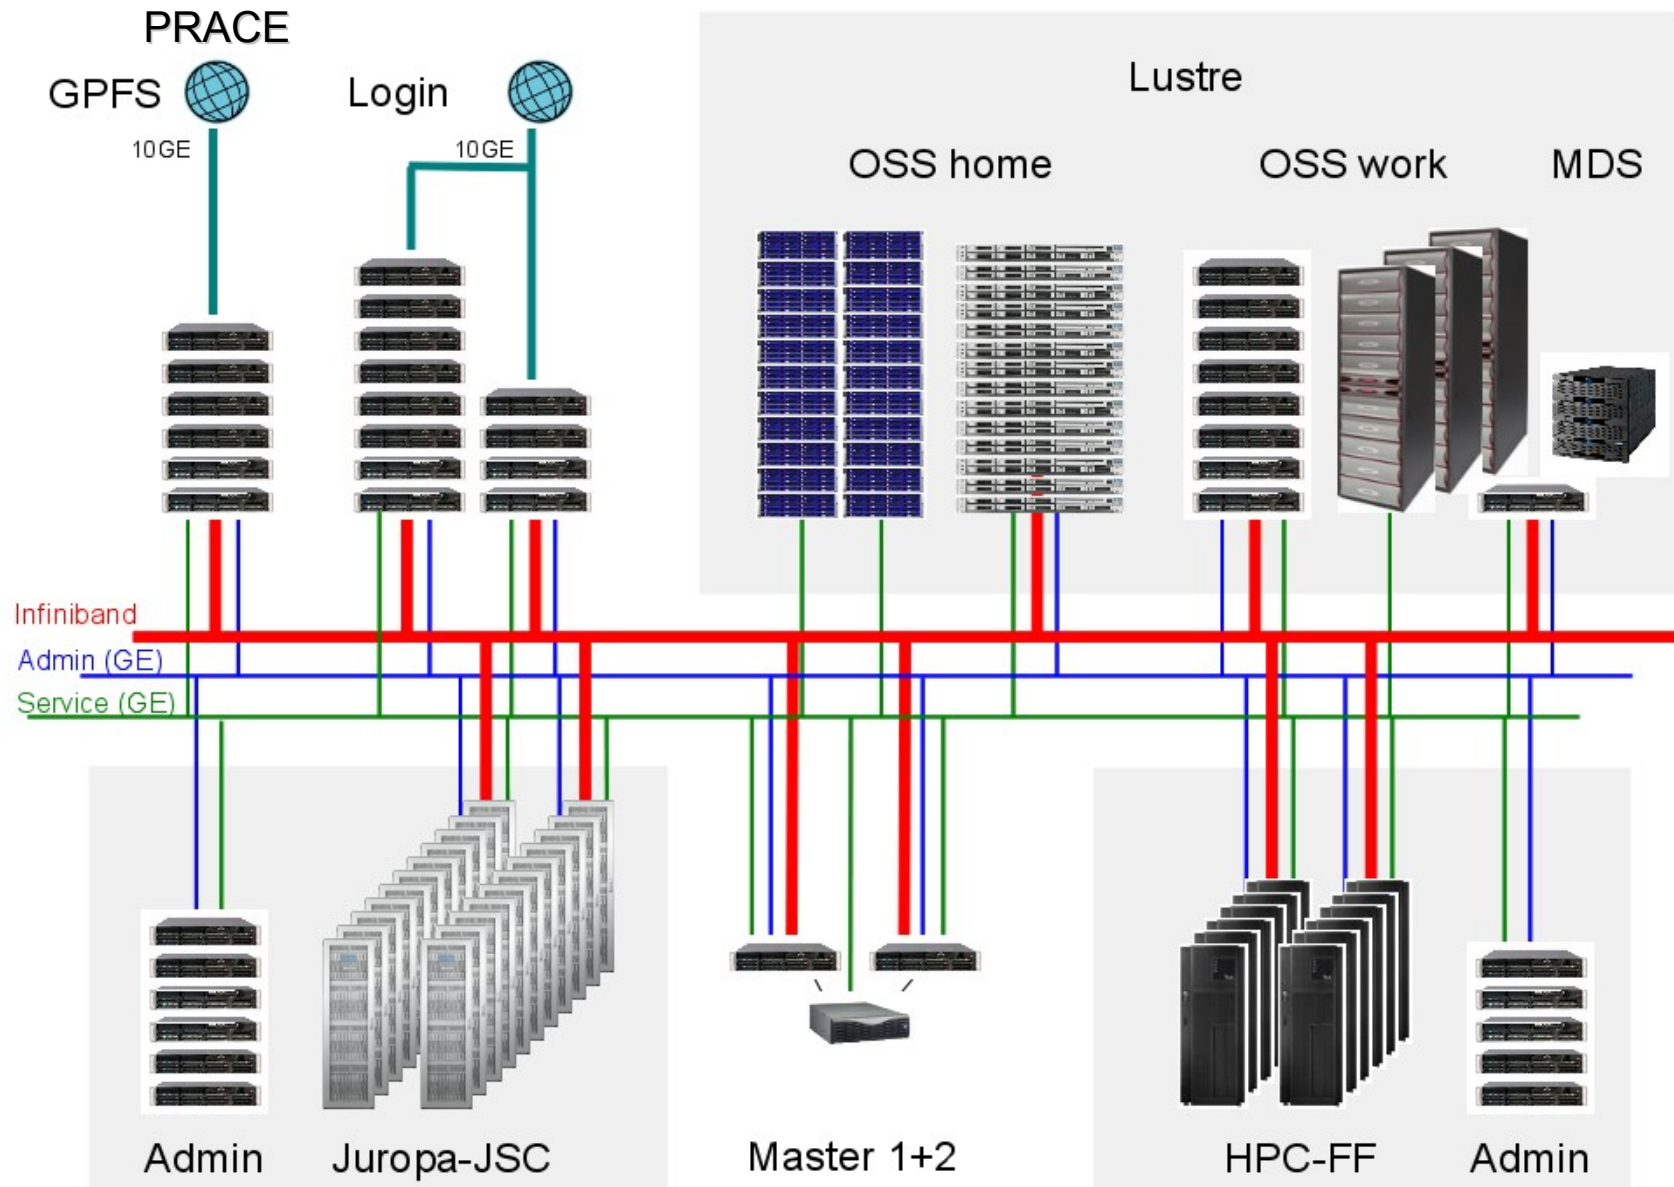 PRACE
GPFS
Login
10GE
10GE
Lustre
OSS home
OSS work
MDS
Infiniband
Admin (GE)
Service (GE)
Admin
Juropa-JSC
Master 1+2
HPC-FF
Admin